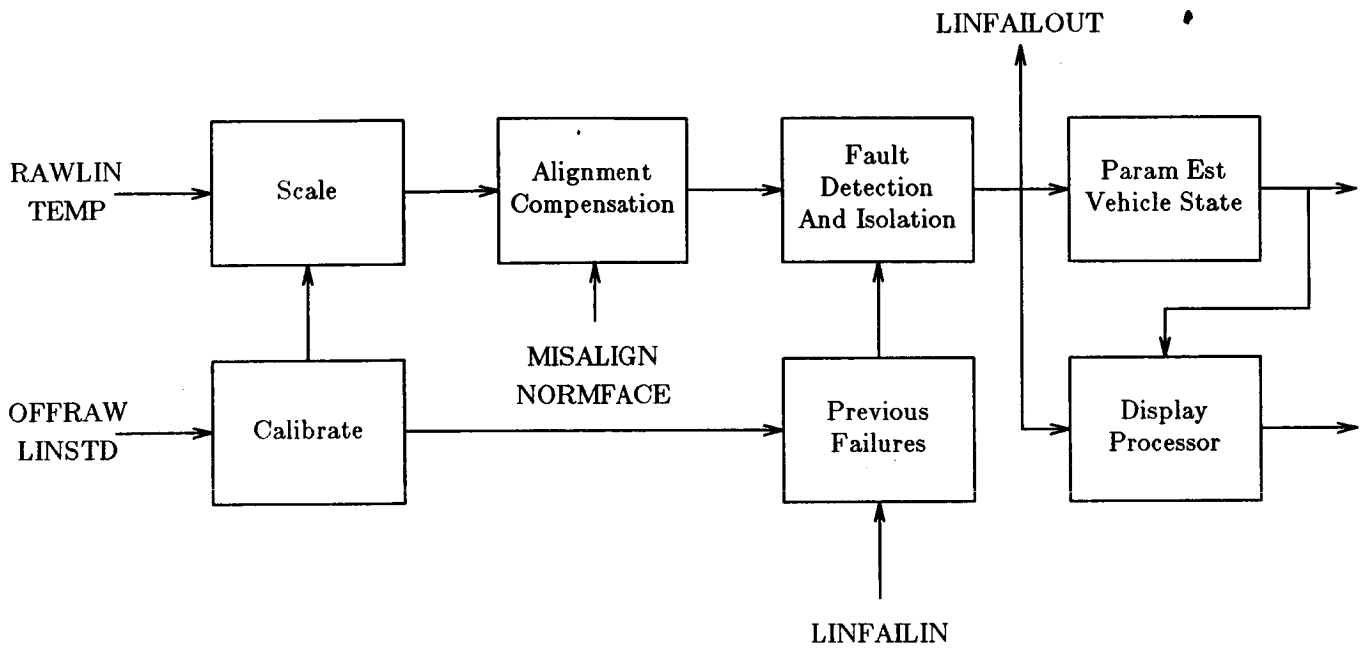 LINFAILOUT
RAWLIN
TEMP
Scale
Alignment
Compensation
Fault
Detection
And Isolation
Param Est
Vehicle State
MISALIGN
NORMFACE
OFFRAW
LINSTD
Calibrate
Previous
Failures
Display
Processor
LINFAILIN